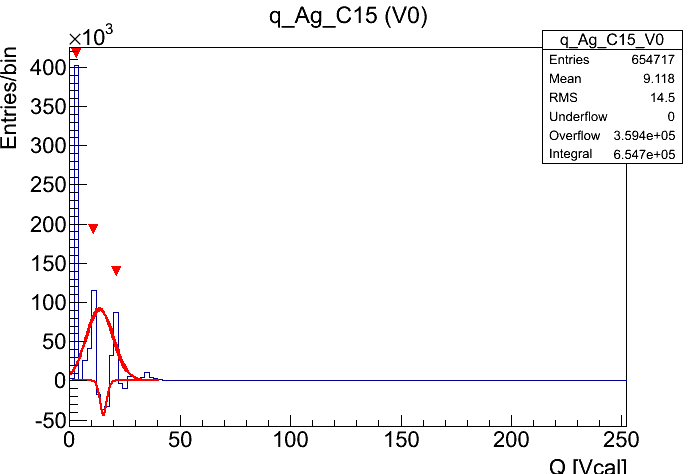 q_Ag_C15 (V0)
×10³
Entries/bin
q_Ag_C15_V0
Entries 654717
Mean 9.118
RMS 14.5
Underflow 0
Overflow 3.594e+05
Integral 6.547e+05
400
350
300
250
200
150
100
50
0
-50
0 50 100 150 200 250
Q [Vcal]